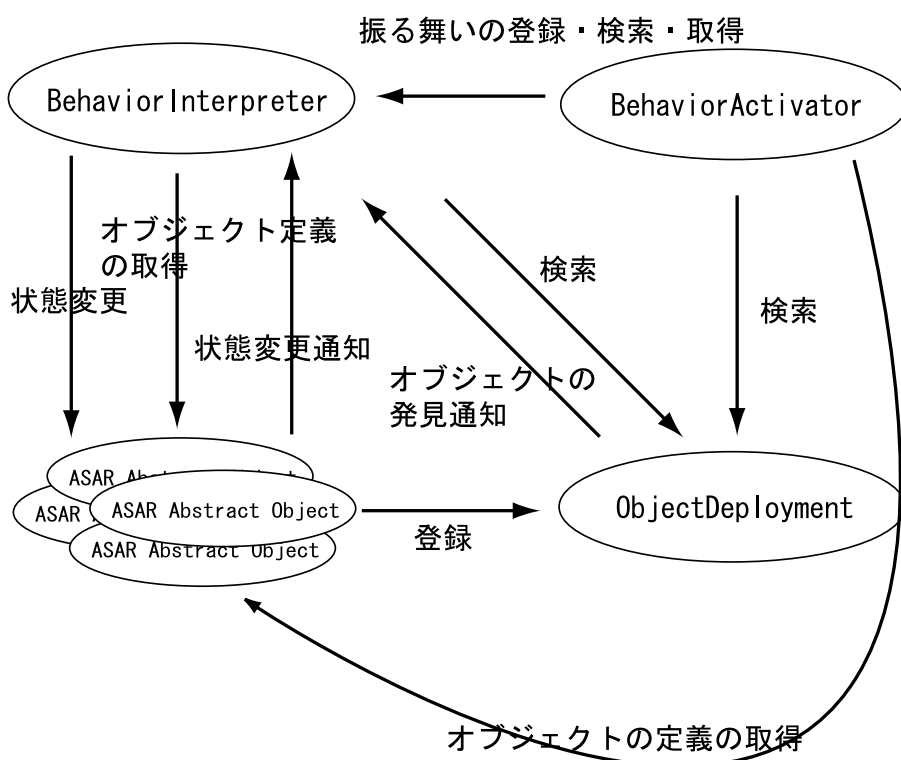 振る舞いの登録・検索・取得
BehaviorInterpreter
BehaviorActivator
オブジェクト定義
の取得
検索
状態変更
検索
状態変更通知
オブジェクトの
発見通知
ASAR Abstract Object
ASAR
ASAR Abstract Object
ASAR Abstract Object
ObjectDeployment
登録
オブジェクトの定義の取得